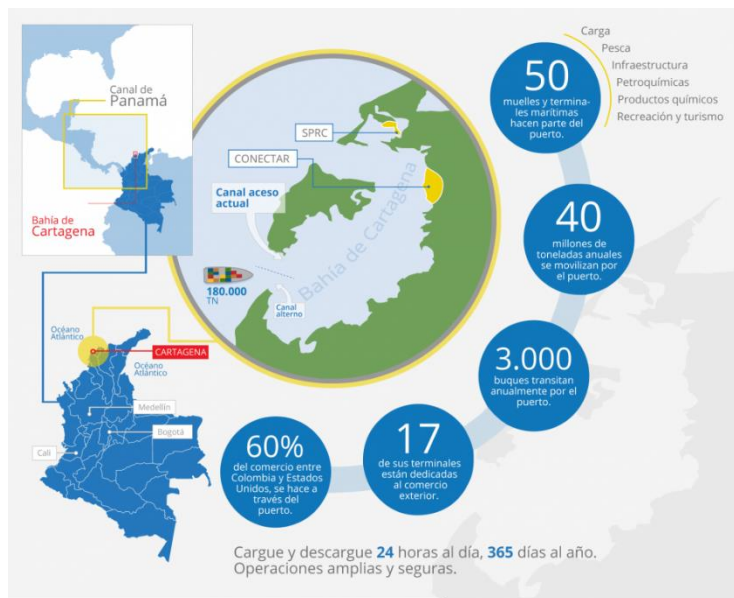 Canal de
Panamá
Bahía de
Cartagena
SPRC
CONECTAR
Canal aceso
actual
Bahía de Cartagena
180.000
TN
Canal
alterno
Carga
Pesca
Infraestructura
Petroquímicas
Productos químicos
Recreación y turismo
50
muelles y termina-
les marítimas
hacen parte del
puerto.
40
millones de
toneladas anuales
se movilizan por
el puerto.
3.000
buques transitan
anualmente por el
puerto.
17
de sus terminales
están dedicadas
al comercio
exterior.
60%
del comercio entre
Colombia y Estados
Unidos, se hace a
través del
puerto.
Océano
Atlántico
CARTAGENA
Océano
Atlántico
Medellín
Bogotá
Cali
Cargue y descargue 24 horas al día, 365 días al año.
Operaciones amplias y seguras.